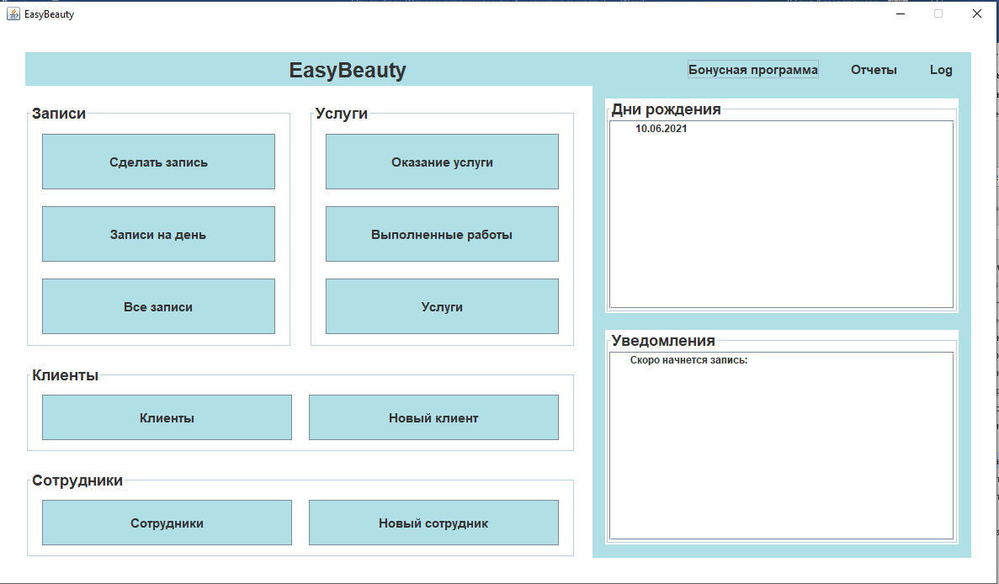 EasyBeauty
EasyBeauty
Бонусная программа
Отчеты
Log
Записи
Сделать запись
Записи на день
Все записи
Услуги
Оказание услуги
Выполненные работы
Услуги
Клиенты
Клиенты
Новый клиент
Сотрудники
Сотрудники
Новый сотрудник
Дни рождения
10.06.2021
Уведомления
Скоро начнется запись: